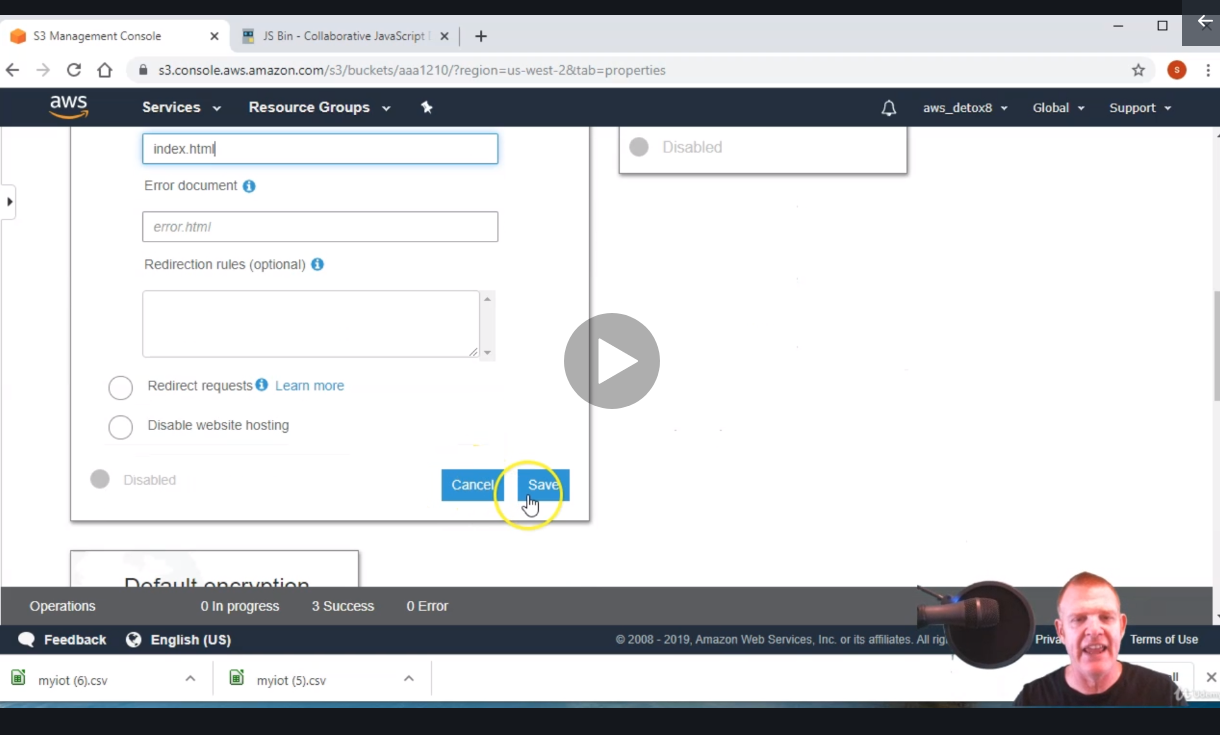 S3 Management Console
JS Bin - Collaborative JavaScript
s3.console.aws.amazon.com/s3/buckets/aaa1210/?region=us-west-2&tab=properties
S
aws
Services
Resource Groups
aws_detox8
Global
Support
index.html
Disabled
Error document
error.html
Redirection rules (optional)
Redirect requests Learn more
Disable website hosting
Disabled
Cancel
Save
Default encryption
Operations
0 In progress
3 Success
0 Error
Feedback
English (US)
© 2008 - 2019, Amazon Web Services, Inc. or its affiliates. All
Terms of Use
myiot (6).csv
myiot (5).csv